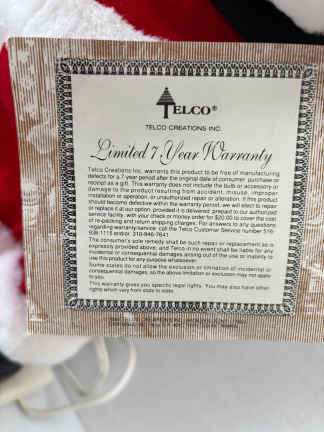 TELCO®
TELCO CREATIONS INC.
Limited 7 Year Warranty
Telco Creations Inc. warrants this product to be free of manufacturing
defects for a 7 year period after the original date of consumer purchase or
receipt as a gift. This warranty does not include the bulb or accessory or
damage to the product resulting from accident, misuse, improper
installation or operation, or unauthorized repair or alteration. If this product
should become defective within the warranty period, we will elect to repair
or replace it at our option, provided it is delivered prepaid to our authorized
service facility, with your check or money order for $20.00 to cover the cost
of re-packing and return shipping charges. For answers to any questions
regarding warranty service, call the Telco Customer Service number 516-
938-1116 and/or 318-946-7641
The consumer's sole remedy shall be such repair or replacement as is
expressly provided above; and Telco in no event shall be liable for any
incidental or consequential damages arising out of the use or inability to
use this product for any purpose whatsoever.
Some states do not allow the exclusion or limitation of incidental or
consequential damages, so the above limitation or exclusion may not apply
to you.
This warranty gives you specific legal rights. You may also have other
rights which vary from state to state.